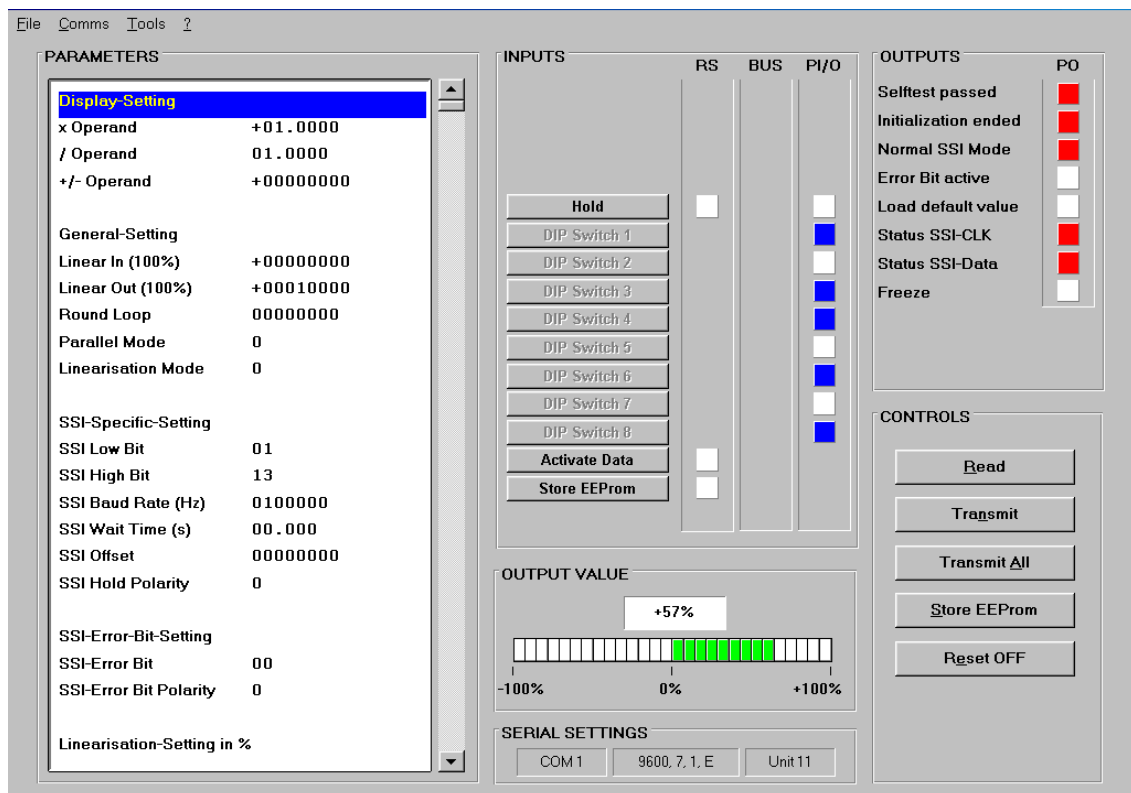 File Comms Tools ?
PARAMETERS
Display-Setting
x Operand +01.0000
/ Operand 01.0000
+/- Operand +00000000
General-Setting
Linear In (100%) +00000000
Linear Out (100%) +00010000
Round Loop 00000000
Parallel Mode 0
Linearisation Mode 0
SSI-Specific-Setting
SSI Low Bit 01
SSI High Bit 13
SSI Baud Rate (Hz) 0100000
SSI Wait Time (s) 00.000
SSI Offset 00000000
SSI Hold Polarity 0
SSI-Error-Bit-Setting
SSI-Error Bit 00
SSI-Error Bit Polarity 0
Linearisation-Setting in %
INPUTS
RS BUS PI/O
Hold
DIP Switch 1
DIP Switch 2
DIP Switch 3
DIP Switch 4
DIP Switch 5
DIP Switch 6
DIP Switch 7
DIP Switch 8
Activate Data
Store EEProm
OUTPUT VALUE
+57%
-100% 0% +100%
SERIAL SETTINGS
COM 1 9600, 7, 1, E Unit 11
OUTPUTS
PO
Selftest passed
Initialization ended
Normal SSI Mode
Error Bit active
Load default value
Status SSI-CLK
Status SSI-Data
Freeze
CONTROLS
Read
Transmit
Transmit All
Store EEProm
Reset OFF